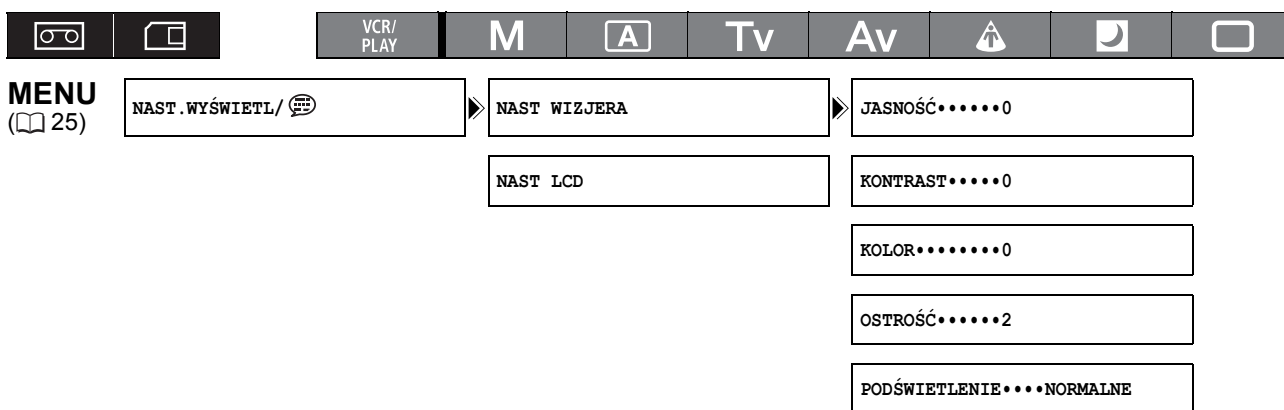 VCR/
PLAY
M
A
Tv
Av
MENU
(25)
NAST.WYŚWIETL/
NAST WIZJERA
JASNOŚĆ••••••0
NAST LCD
KONTRAST•••••0
KOLOR••••••••0
OSTROŚĆ••••••2
PODŚWIETLENIE••••NORMALNE